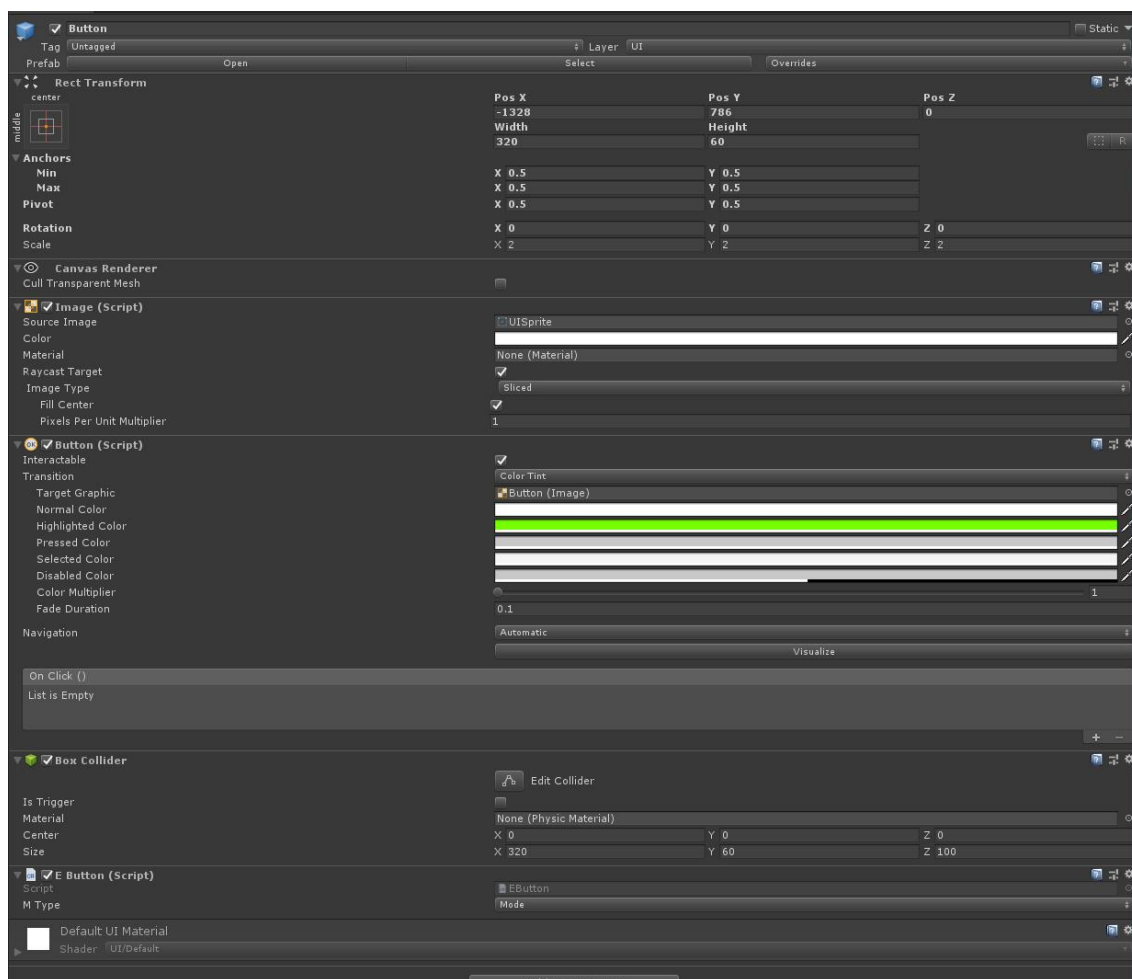 Button Static
Tag Untagged Layer UI
Prefab Open Select Overrides
Rect Transform
center Pos X Pos Y Pos Z
middle -1328 786 0
Width Height
320 60 R
Anchors
Min X 0.5 Y 0.5
Max X 0.5 Y 0.5
Pivot X 0.5 Y 0.5
Rotation X 0 Y 0 Z 0
Scale X 2 Y 2 Z 2
Canvas Renderer
Cull Transparent Mesh
Image (Script)
Source Image UISprite
Color
Material None (Material)
Raycast Target
Image Type Sliced
Fill Center
Pixels Per Unit Multiplier 1
OK Button (Script)
Interactable
Transition Color Tint
Target Graphic Button (Image)
Normal Color
Highlighted Color
Pressed Color
Selected Color
Disabled Color
Color Multiplier 1
Fade Duration 0.1
Navigation Automatic
Visualize
On Click ()
List is Empty
+ −
Box Collider
Edit Collider
Is Trigger
Material None (Physic Material)
Center X 0 Y 0 Z 0
Size X 320 Y 60 Z 100
E Button (Script)
Script EButton
M Type Mode
Default UI Material
Shader UI/Default